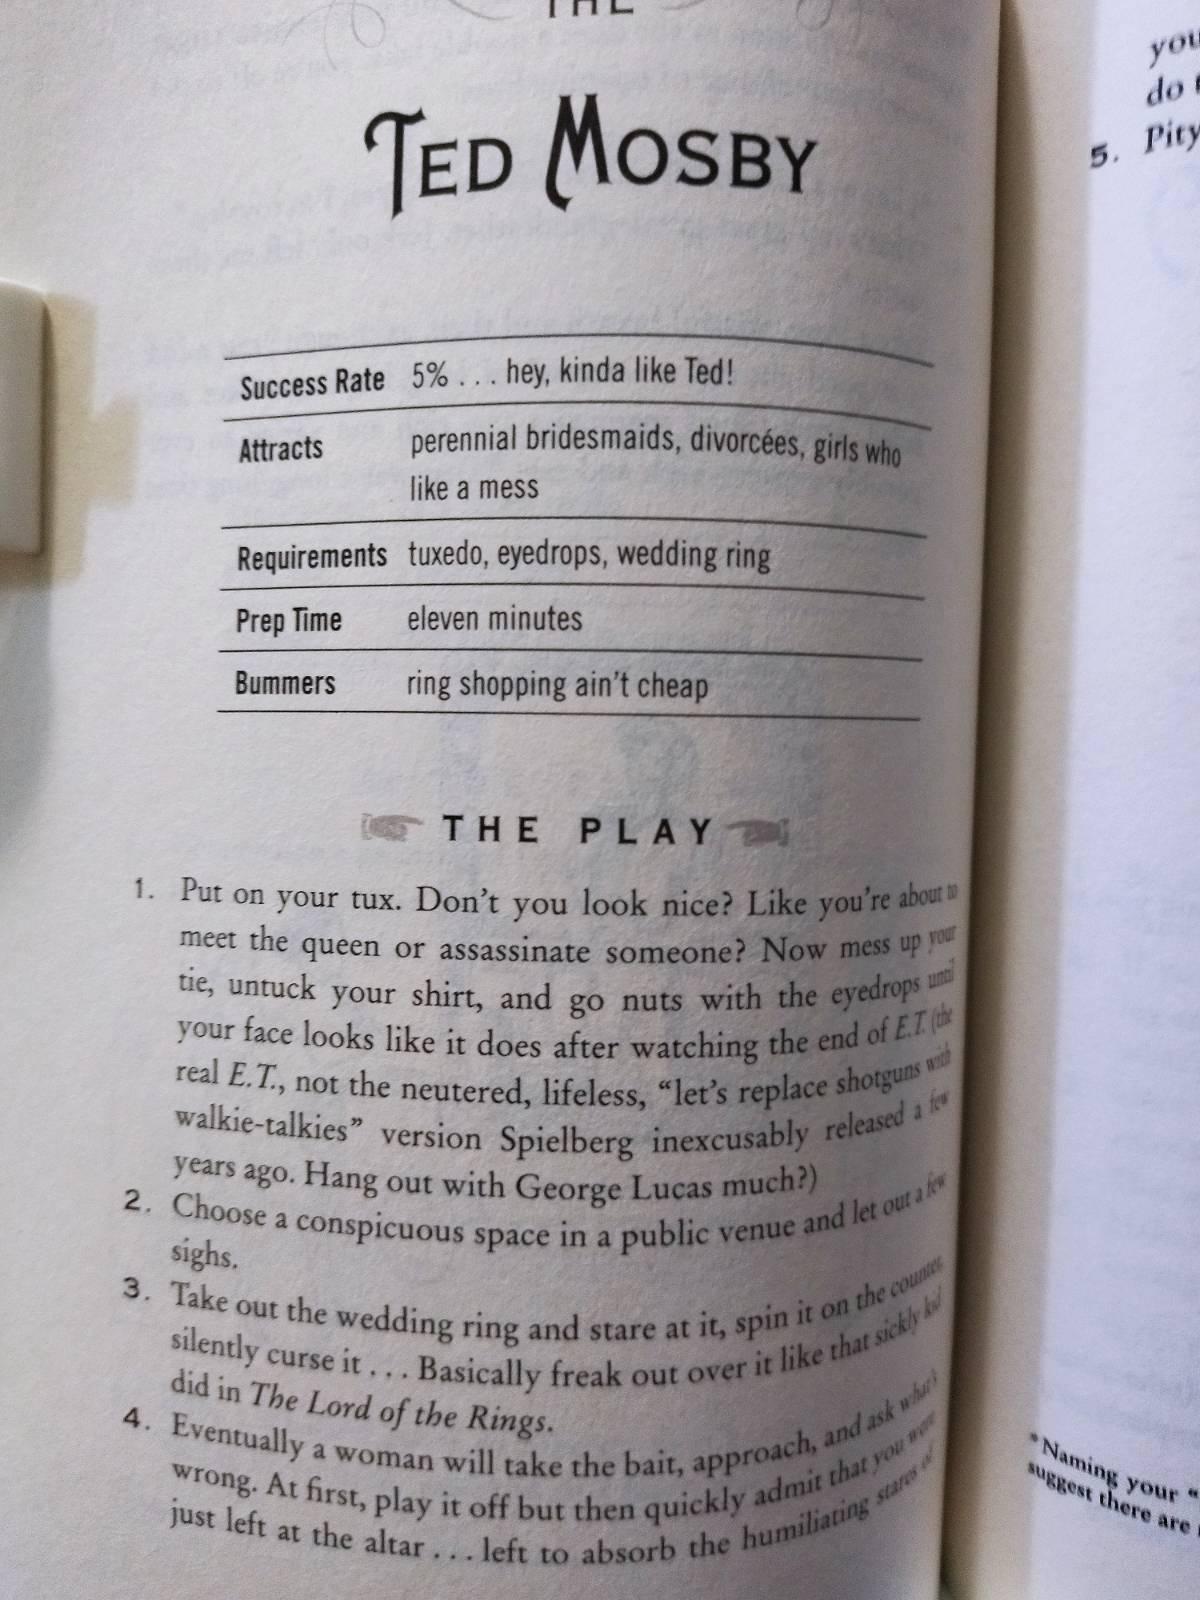 THE
TED MOSBY
Success Rate 5% . . . hey, kinda like Ted!
Attracts perennial bridesmaids, divorcées, girls who
like a mess
Requirements tuxedo, eyedrops, wedding ring
Prep Time eleven minutes
Bummers ring shopping ain't cheap
THE PLAY
1. Put on your tux. Don't you look nice? Like you're about to
meet the queen or assassinate someone? Now mess up your
tie, untuck your shirt, and go nuts with the eyedrops until
your face looks like it does after watching the end of E.T. (the
real E.T., not the neutered, lifeless, “let's replace shotguns with
walkie-talkies” version Spielberg inexcusably released a few
years ago. Hang out with George Lucas much?)
2. Choose a conspicuous space in a public venue and let out a few
sighs.
3. Take out the wedding ring and stare at it, spin it on the counter,
silently curse it . . . Basically freak out over it like that sickly kid
did in The Lord of the Rings.
4. Eventually a woman will take the bait, approach, and ask what's
wrong. At first, play it off but then quickly admit that you were
just left at the altar . . . left to absorb the humiliating stares of
you
do
5. Pity
* Naming your “
suggest there are